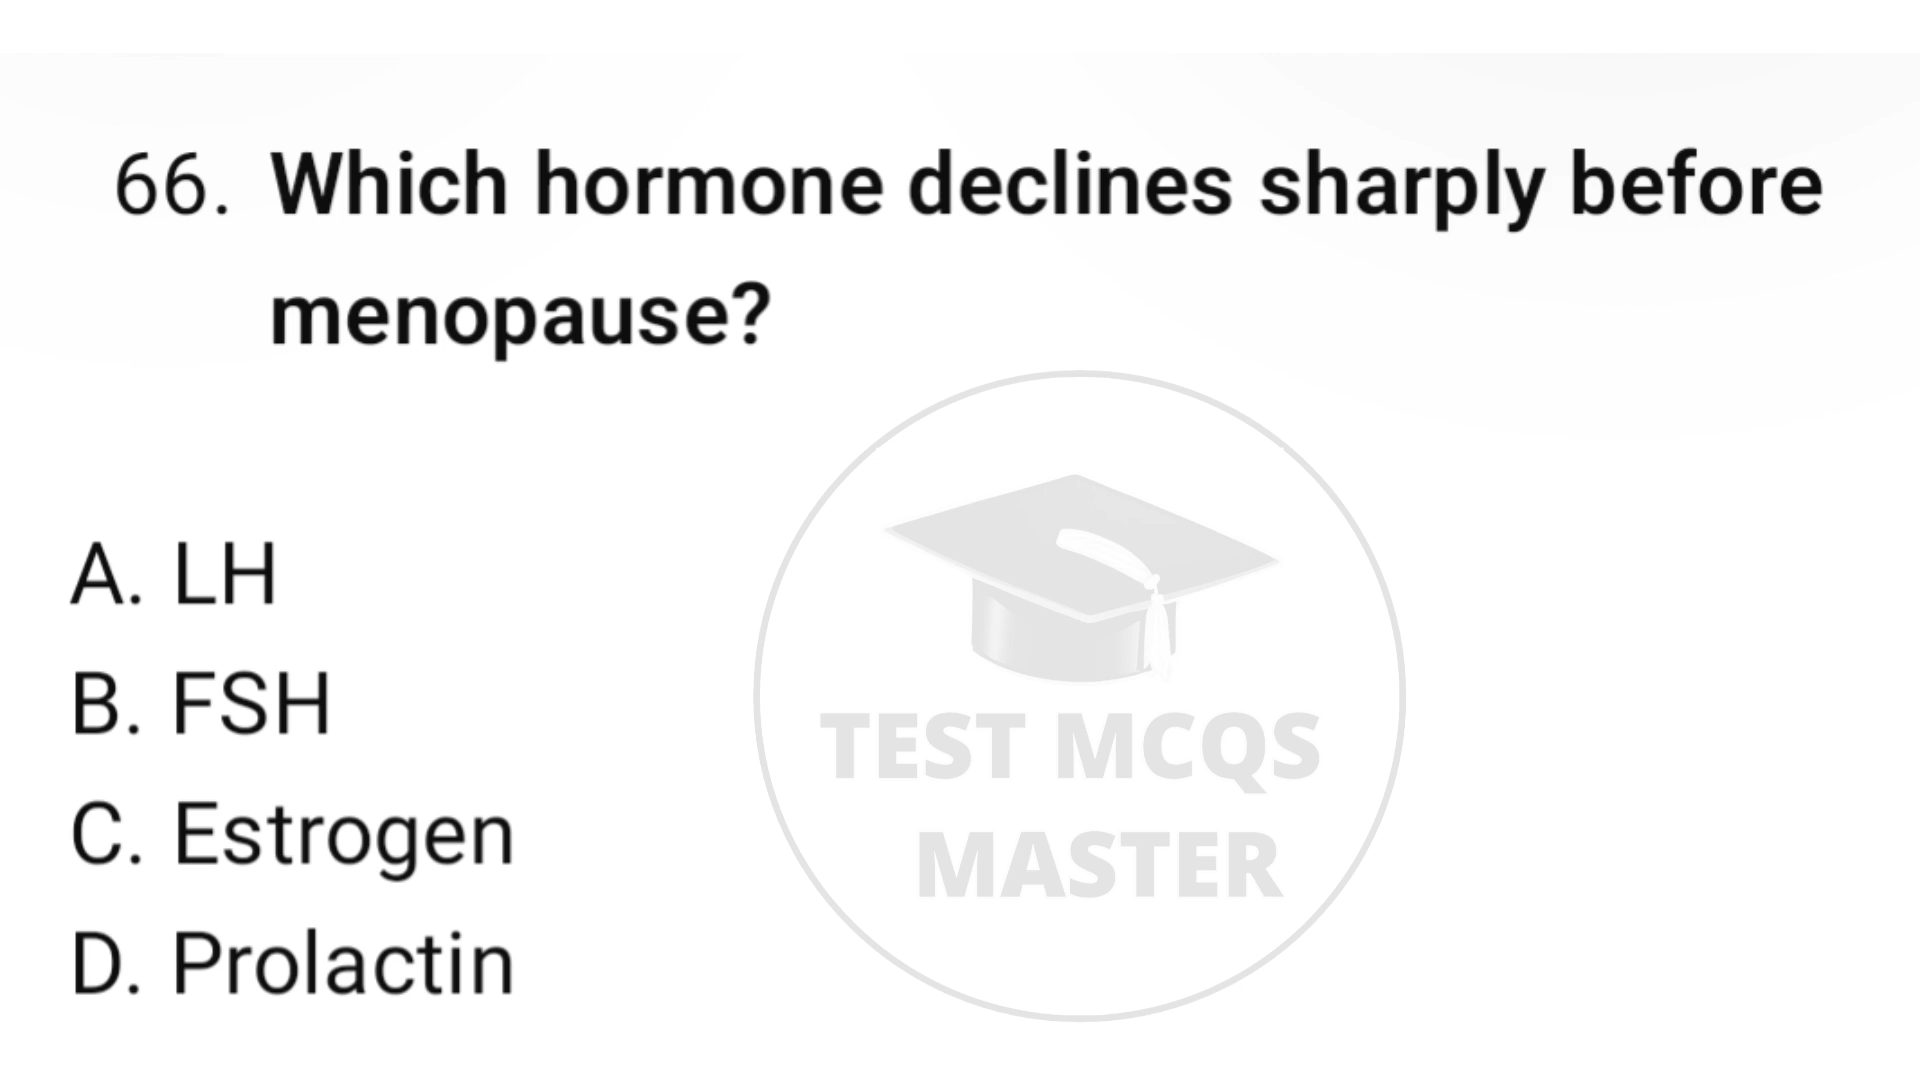 66. Which hormone declines sharply before
menopause?
A. LH
B. FSH
C. Estrogen
D. Prolactin
TEST MCQS
MASTER